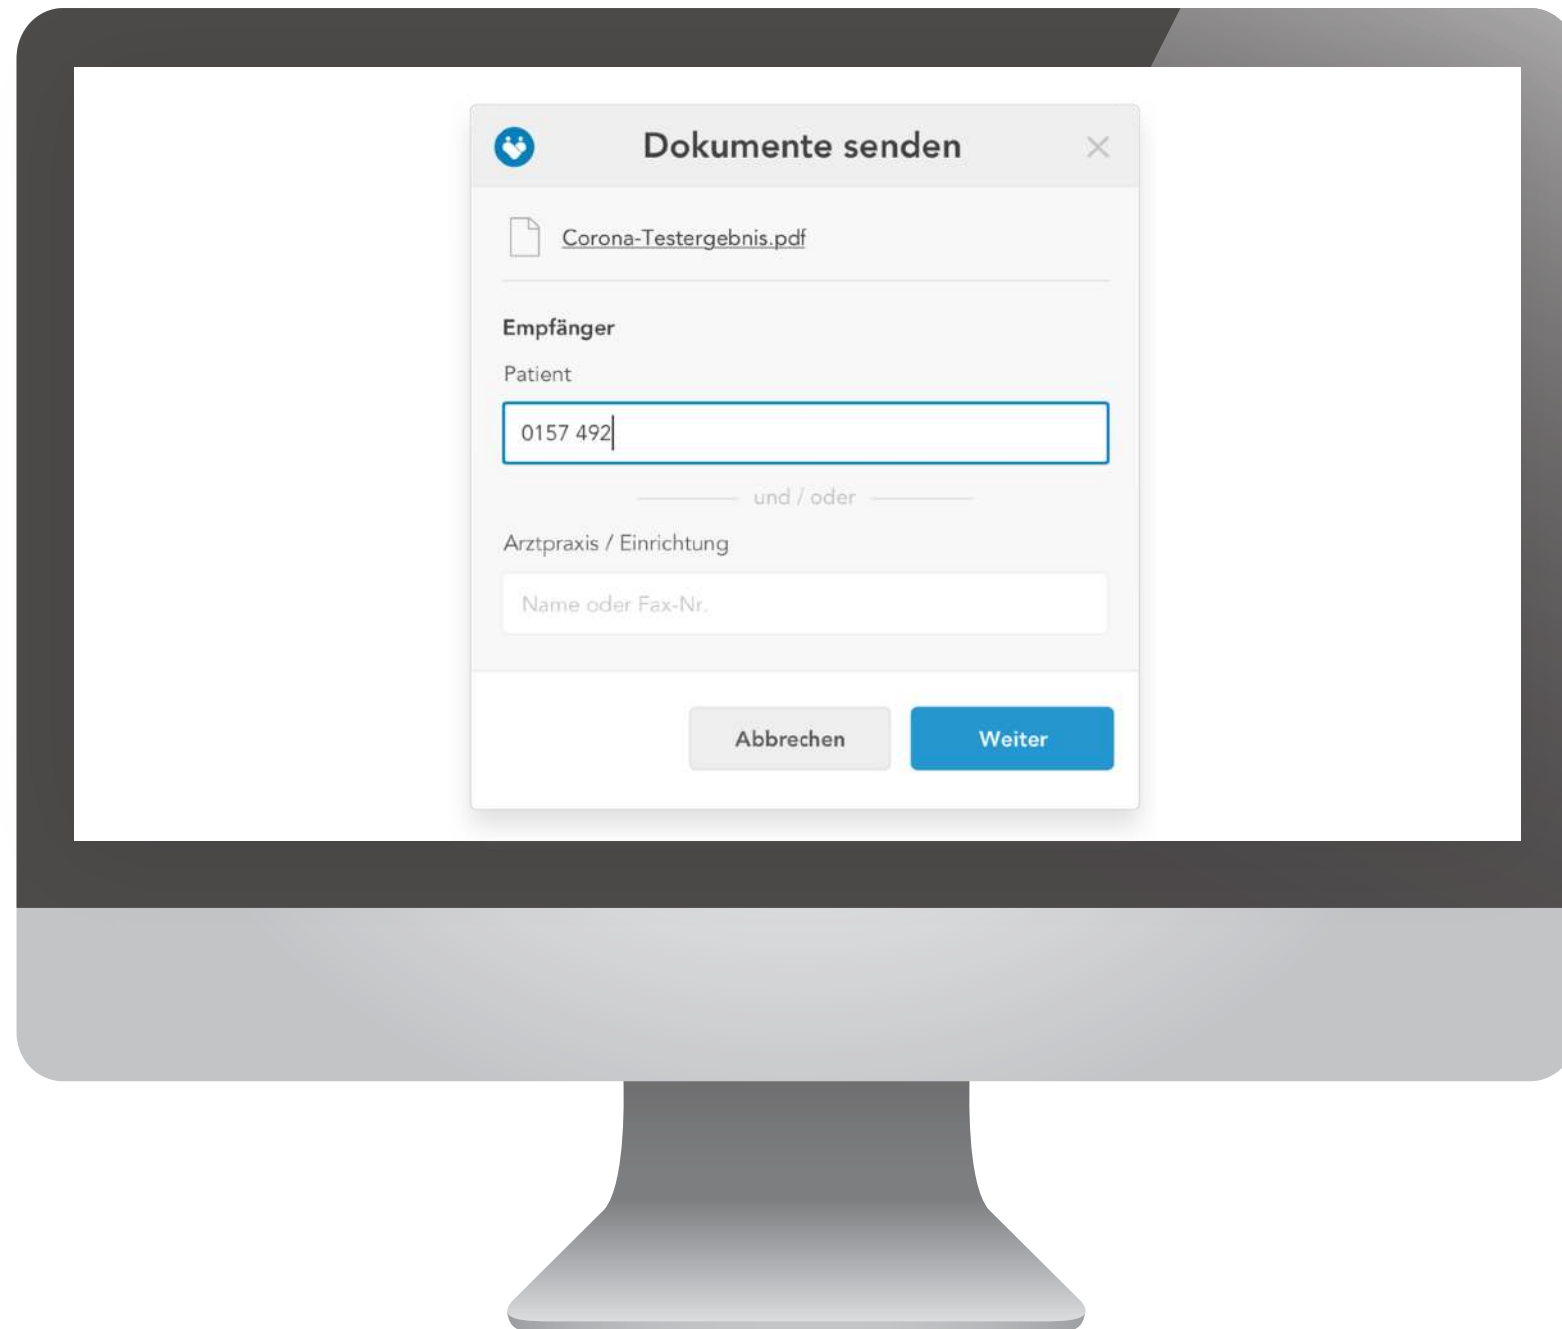 Dokumente senden
Corona-Testergebnis.pdf
Empfänger
Patient
0157 492
und / oder
Arztpraxis / Einrichtung
Name oder Fax-Nr.
Abbrechen
Weiter